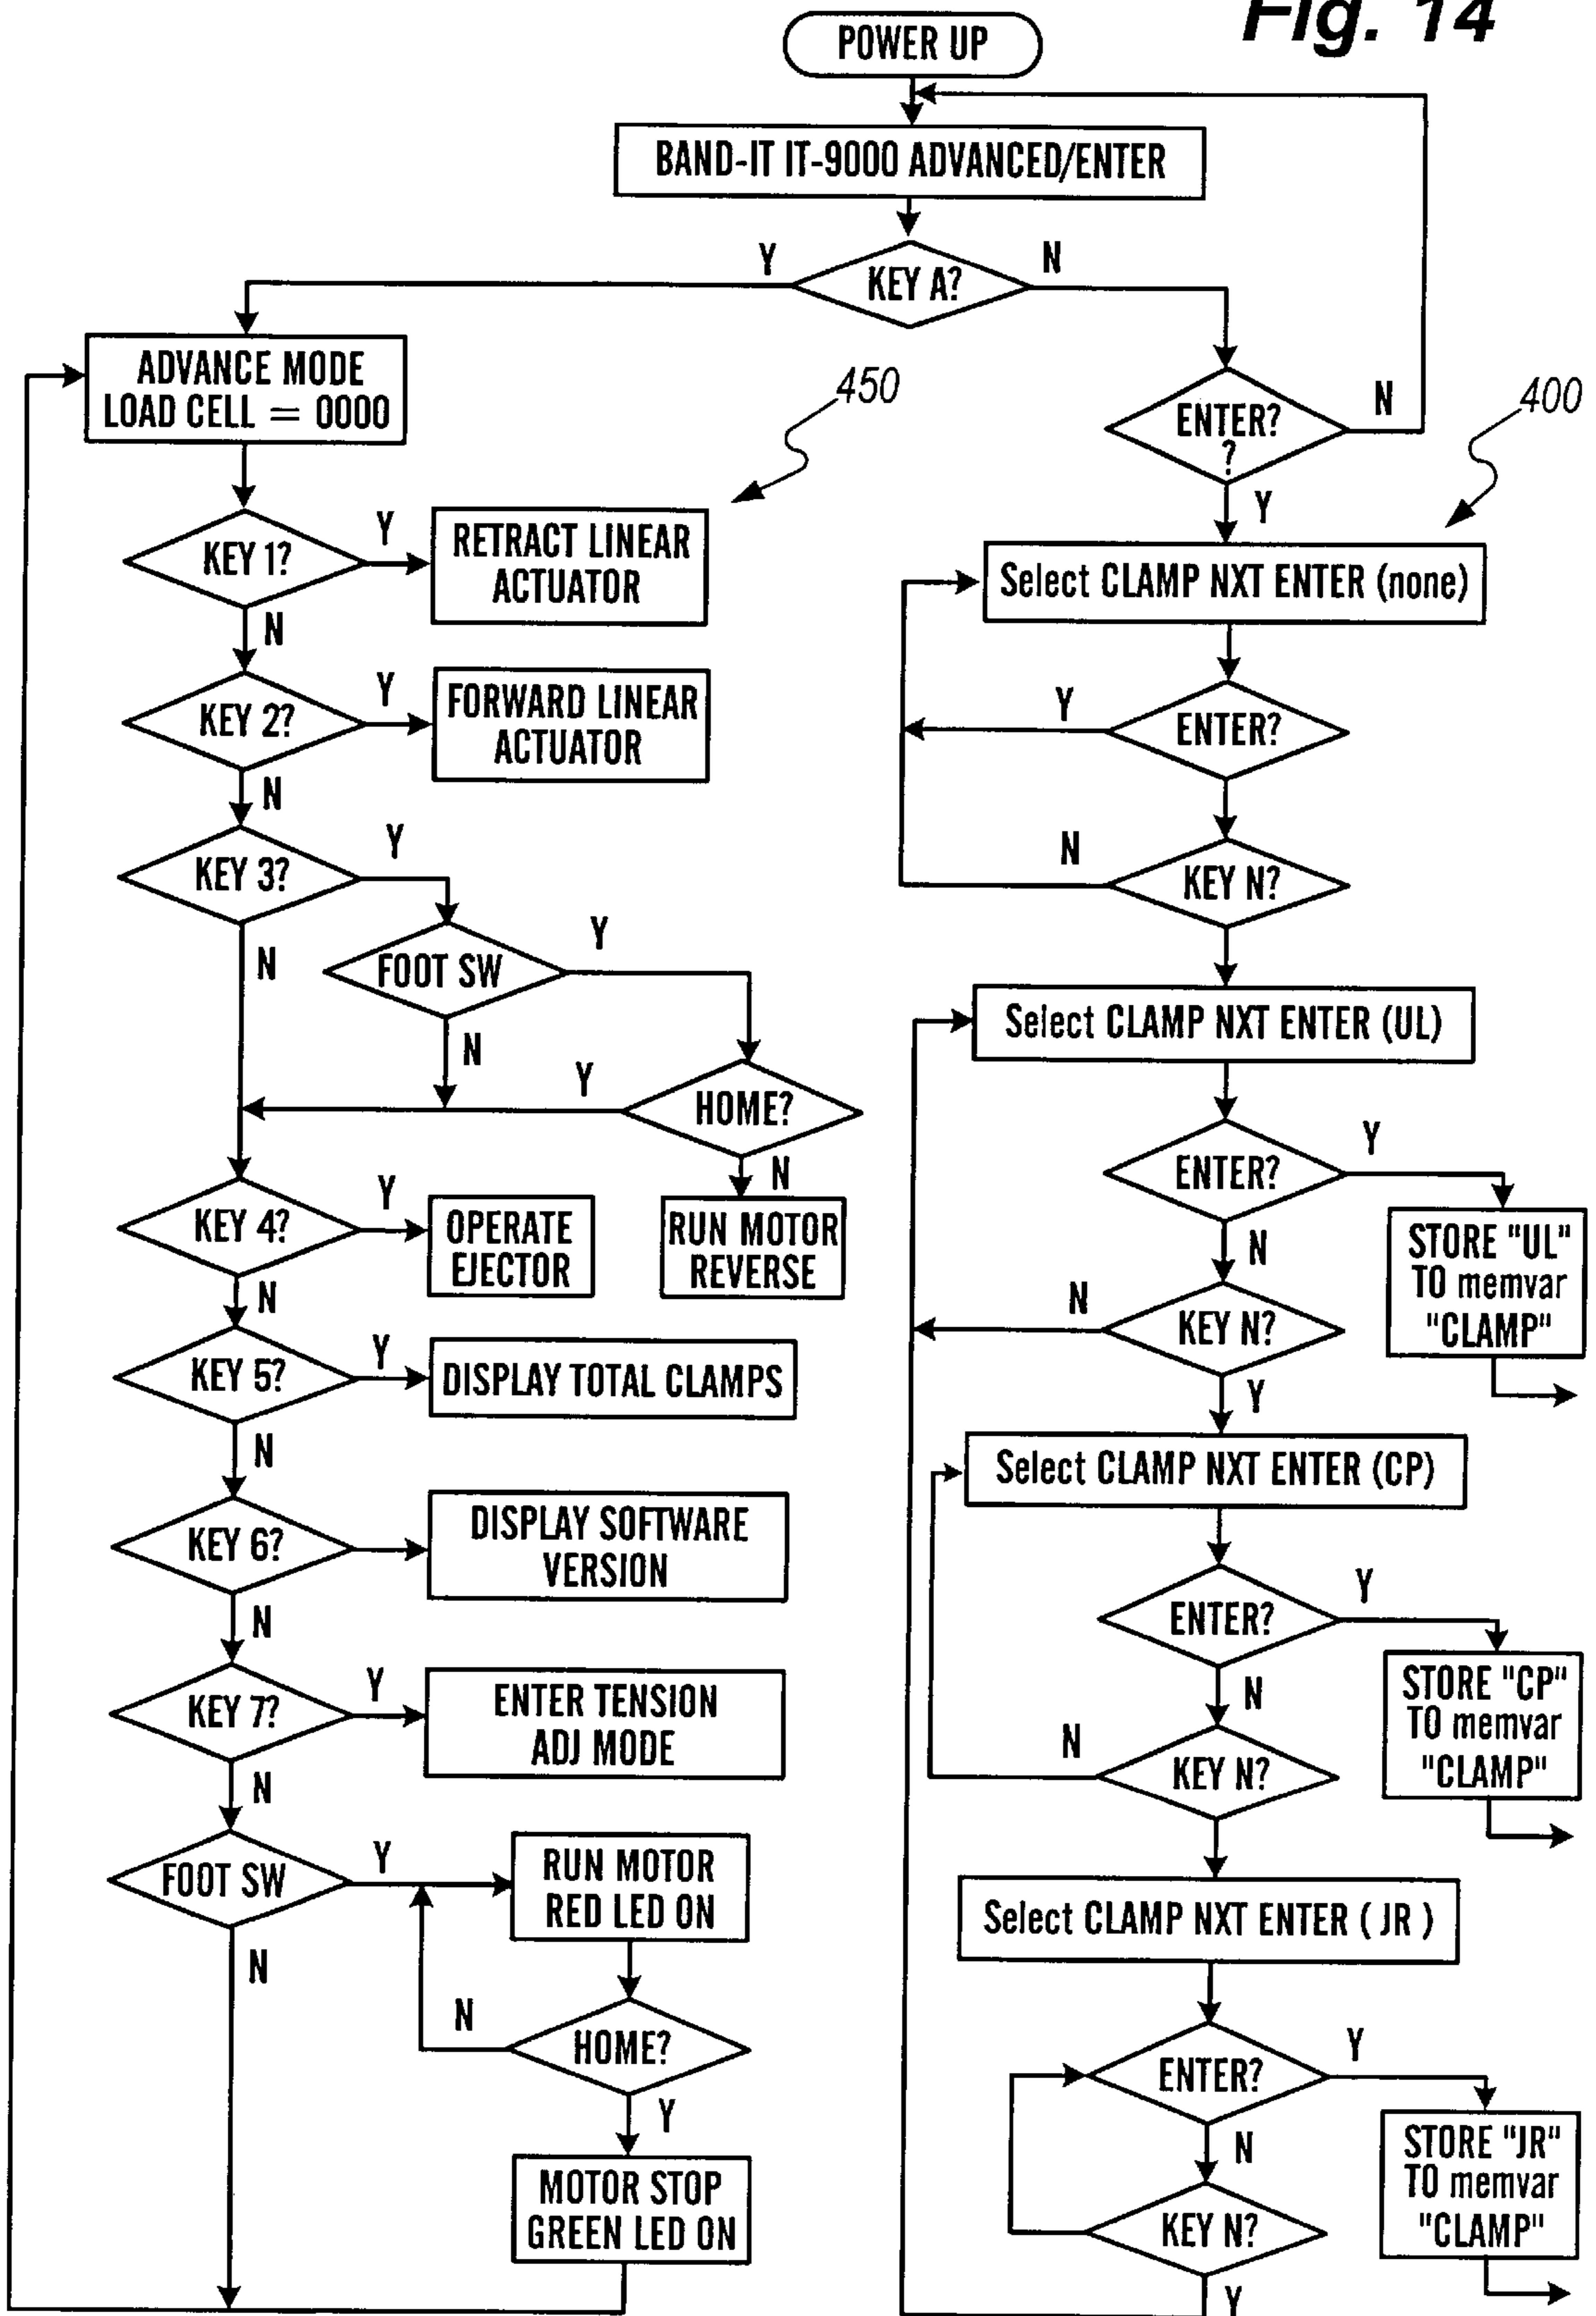 Fig. 14
POWER UP
BAND-IT IT-9000 ADVANCED/ENTER
Y
KEY A?
N
ADVANCE MODE
LOAD CELL = 0000
450
KEY 1?
Y
RETRACT LINEAR
ACTUATOR
N
KEY 2?
Y
FORWARD LINEAR
ACTUATOR
N
KEY 3?
Y
N
FOOT SW
Y
N
Y
HOME?
N
RUN MOTOR
REVERSE
KEY 4?
Y
OPERATE
EJECTOR
N
KEY 5?
Y
DISPLAY TOTAL CLAMPS
N
KEY 6?
DISPLAY SOFTWARE
VERSION
N
KEY 7?
Y
ENTER TENSION
ADJ MODE
N
FOOT SW
Y
RUN MOTOR
RED LED ON
N
N
HOME?
Y
MOTOR STOP
GREEN LED ON
ENTER?
?
N
400
Y
Select CLAMP NXT ENTER (none)
Y
ENTER?
N
KEY N?
Select CLAMP NXT ENTER (UL)
ENTER?
Y
STORE "UL"
TO memvar
"CLAMP"
N
N
KEY N?
Y
Select CLAMP NXT ENTER (CP)
ENTER?
Y
STORE "CP"
TO memvar
"CLAMP"
N
N
KEY N?
Select CLAMP NXT ENTER ( JR )
ENTER?
Y
STORE "JR"
TO memvar
"CLAMP"
N
KEY N?
Y